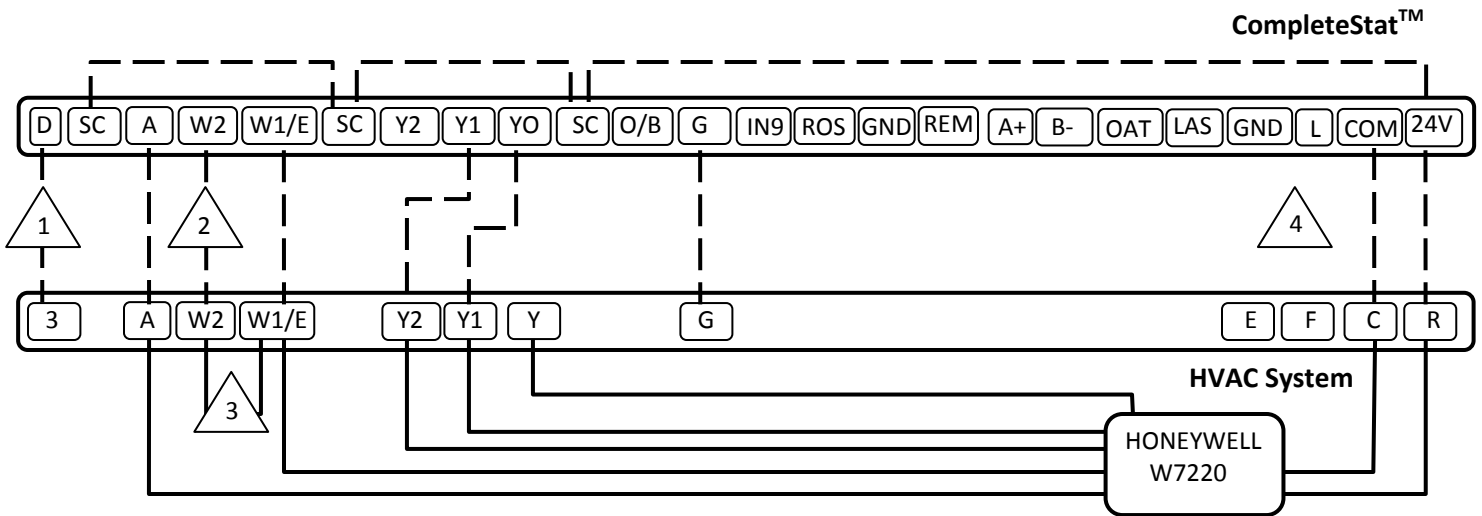 CompleteStat™
D SC A W2 W1/E SC Y2 Y1 YO SC O/B G IN9 ROS GND REM A+ B- OAT LAS GND L COM 24V
1 2 4
3 A W2 W1/E Y2 Y1 Y G E F C R
HVAC System
3
HONEYWELL
W7220